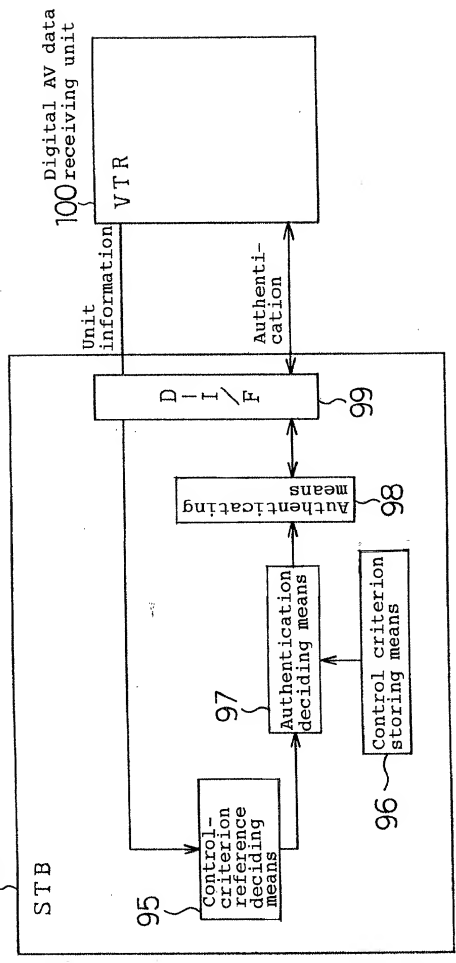 STB
95
Control-
criterion
reference
deciding
means
97
Authentication
deciding means
96
Control criterion
storing means
98
Authenticating
means
D-I/F
99
Unit
information
Authenti-
cation
100
Digital AV data
receiving unit
VTR